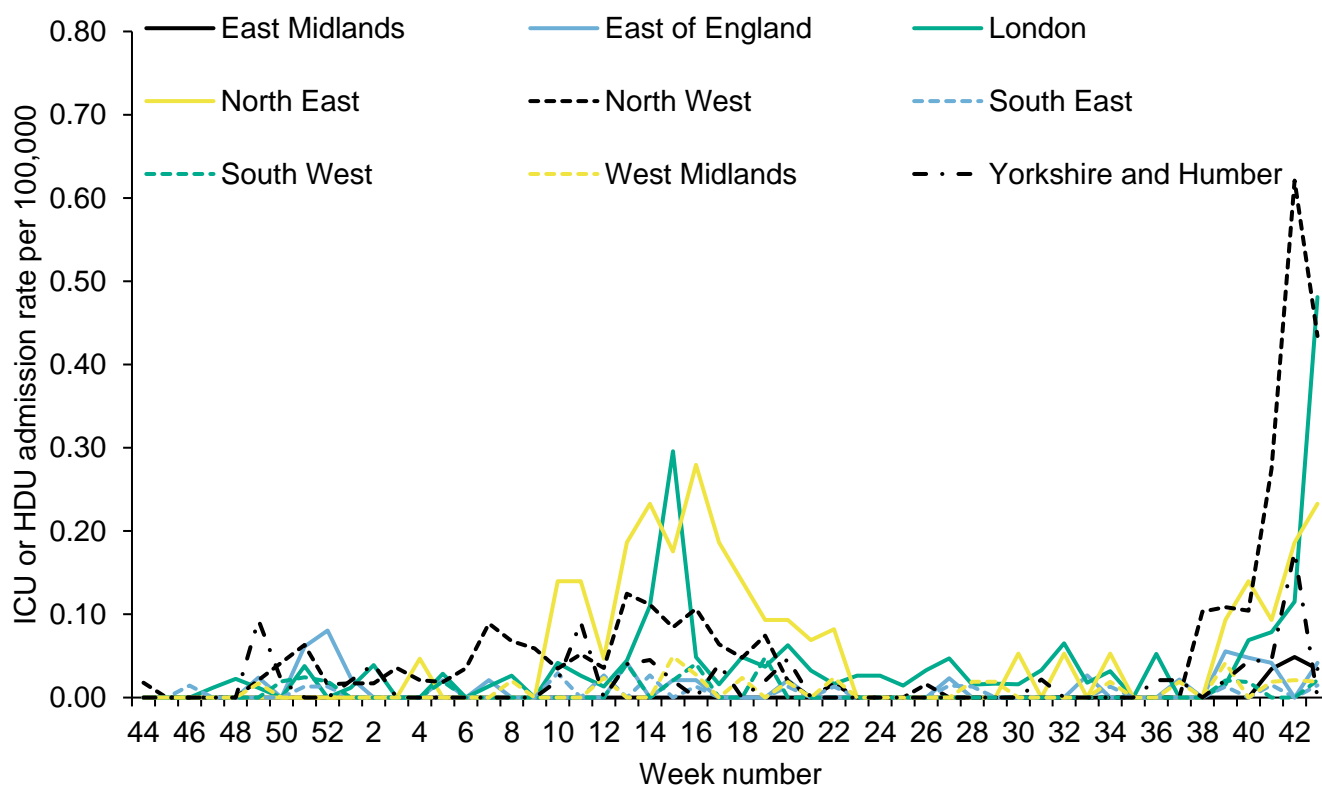 East Midlands East of England London
North East North West South East
South West West Midlands Yorkshire and Humber
ICU or HDU admission rate per 100,000
0.80
0.70
0.60
0.50
0.40
0.30
0.20
0.10
0.00
44 46 48 50 52 2 4 6 8 10 12 14 16 18 20 22 24 26 28 30 32 34 36 38 40 42
Week number